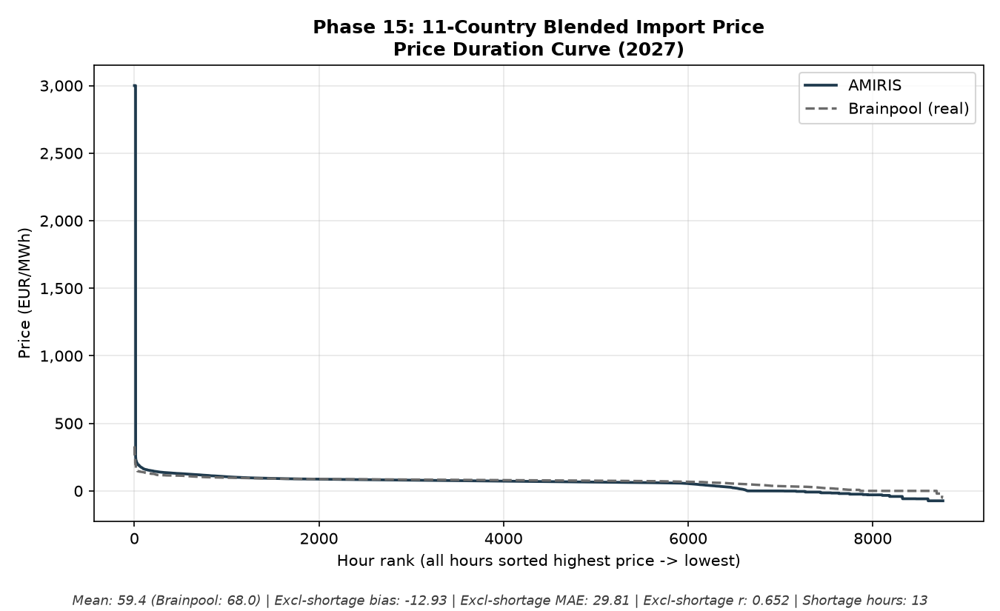 Phase 15: 11-Country Blended Import Price
Price Duration Curve (2027)
AMIRIS
Brainpool (real)
3,000
2,500
2,000
1,500
1,000
500
0
Price (EUR/MWh)
0 2000 4000 6000 8000
Hour rank (all hours sorted highest price -> lowest)
Mean: 59.4 (Brainpool: 68.0) | Excl-shortage bias: -12.93 | Excl-shortage MAE: 29.81 | Excl-shortage r: 0.652 | Shortage hours: 13